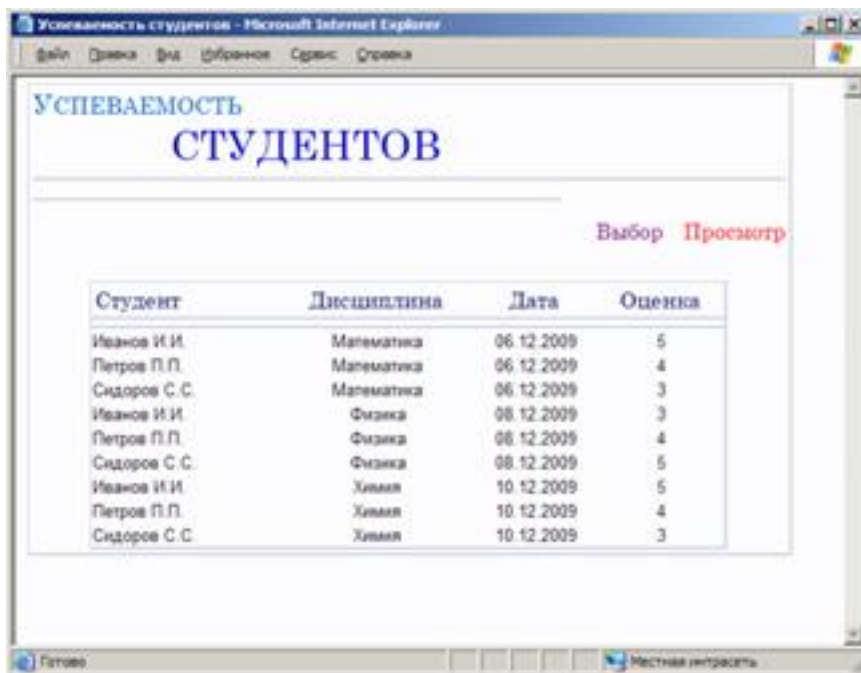 Успеваемость студентов - Microsoft Internet Explorer
Файл Правка Вид Избранное Сервис Справка
УСПЕВАЕМОСТЬ
СТУДЕНТОВ
Выбор Просмотр
Студент Дисциплина Дата Оценка
Иванов И.И. Математика 06.12.2009 5
Петров П.П. Математика 06.12.2009 4
Сидоров С.С. Математика 06.12.2009 3
Иванов И.И. Физика 08.12.2009 3
Петров П.П. Физика 08.12.2009 4
Сидоров С.С. Физика 08.12.2009 5
Иванов И.И. Химия 10.12.2009 5
Петров П.П. Химия 10.12.2009 4
Сидоров С.С. Химия 10.12.2009 3
Готово Местная интрасеть